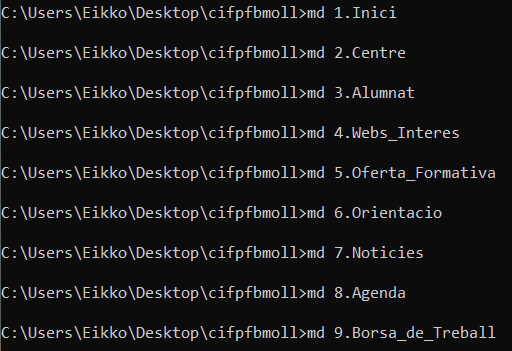 C:\Users\Eikko\Desktop\cifpfbmoll>md 1.Inici
C:\Users\Eikko\Desktop\cifpfbmoll>md 2.Centre
C:\Users\Eikko\Desktop\cifpfbmoll>md 3.Alumnat
C:\Users\Eikko\Desktop\cifpfbmoll>md 4.Webs_Interes
C:\Users\Eikko\Desktop\cifpfbmoll>md 5.Oferta_Formativa
C:\Users\Eikko\Desktop\cifpfbmoll>md 6.Orientacio
C:\Users\Eikko\Desktop\cifpfbmoll>md 7.Noticies
C:\Users\Eikko\Desktop\cifpfbmoll>md 8.Agenda
C:\Users\Eikko\Desktop\cifpfbmoll>md 9.Borsa_de_Treball